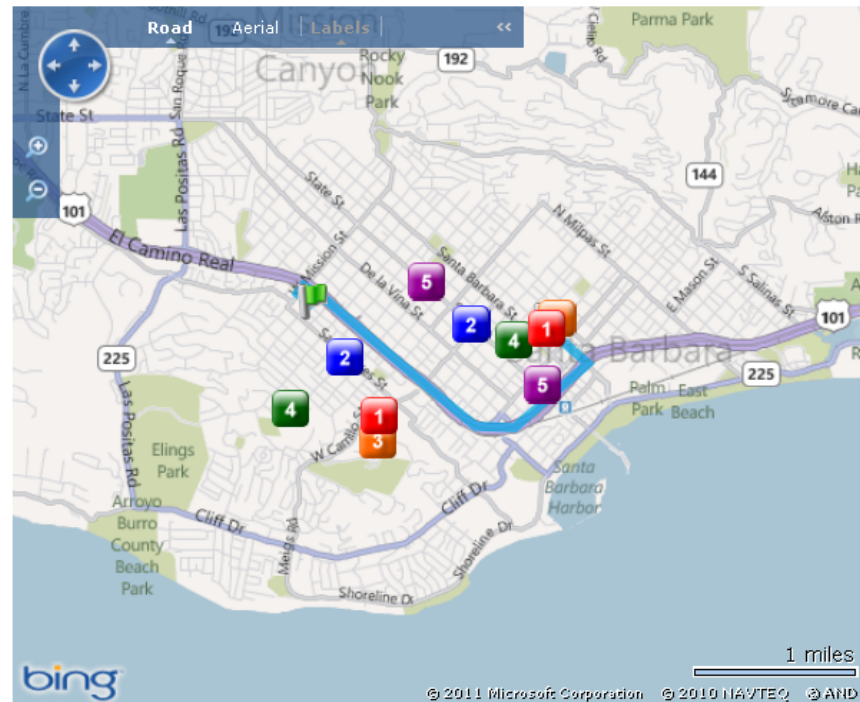 Road
Aerial
Labels
<<
Mission
Canyon
Rocky
Nook
Park
192
Parma Park
State St
San Roque Rd
Las Positas Rd
101
144
El Camino Real
Mission St
State St
De la Vina St
Santa Barbara St
N Milpas St
E Mason St
S Salinas St
Alston R
5
2
4
1
Santa Barbara
101
225
2
5
225
Palm
Park
East
Beach
4
1
3
W Carrillo St
Las Positas Rd
Elings
Park
Cliff Dr
Cliff Dr
Santa
Barbara
Harbor
Arroyo
Burro
County
Beach
Park
Meigs Rd
Shoreline Dr
Shoreline Dr
1 miles
bing
© 2011 Microsoft Corporation © 2010 NAVTEQ © AND